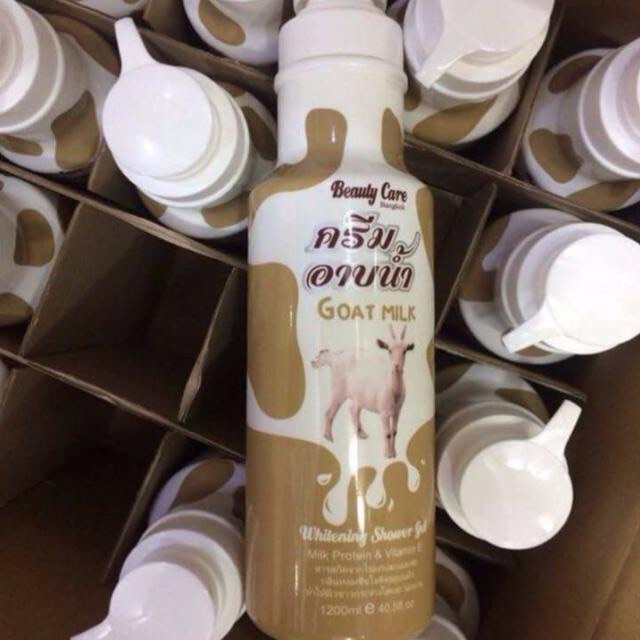 Beauty Care
Bangkok
ครีม
อาบน้ำ
GOAT MILK
Whitening Shower Gel
Milk Protein & Vitamin E
1200ml e 40.5fl.oz